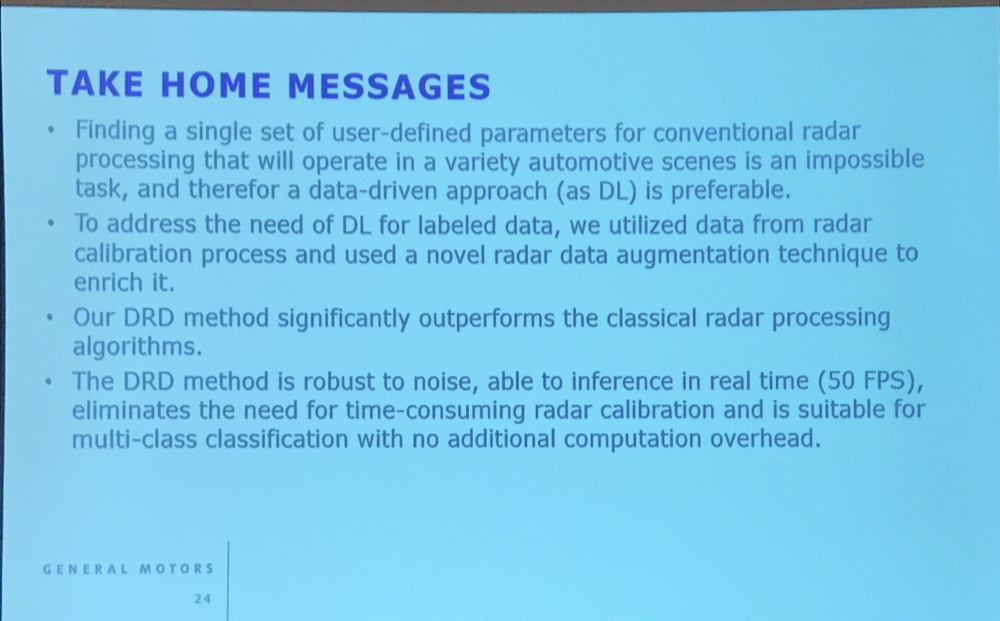 TAKE HOME MESSAGES
• Finding a single set of user-defined parameters for conventional radar
processing that will operate in a variety automotive scenes is an impossible
task, and therefor a data-driven approach (as DL) is preferable.
• To address the need of DL for labeled data, we utilized data from radar
calibration process and used a novel radar data augmentation technique to
enrich it.
• Our DRD method significantly outperforms the classical radar processing
algorithms.
• The DRD method is robust to noise, able to inference in real time (50 FPS),
eliminates the need for time-consuming radar calibration and is suitable for
multi-class classification with no additional computation overhead.
GENERAL MOTORS
24